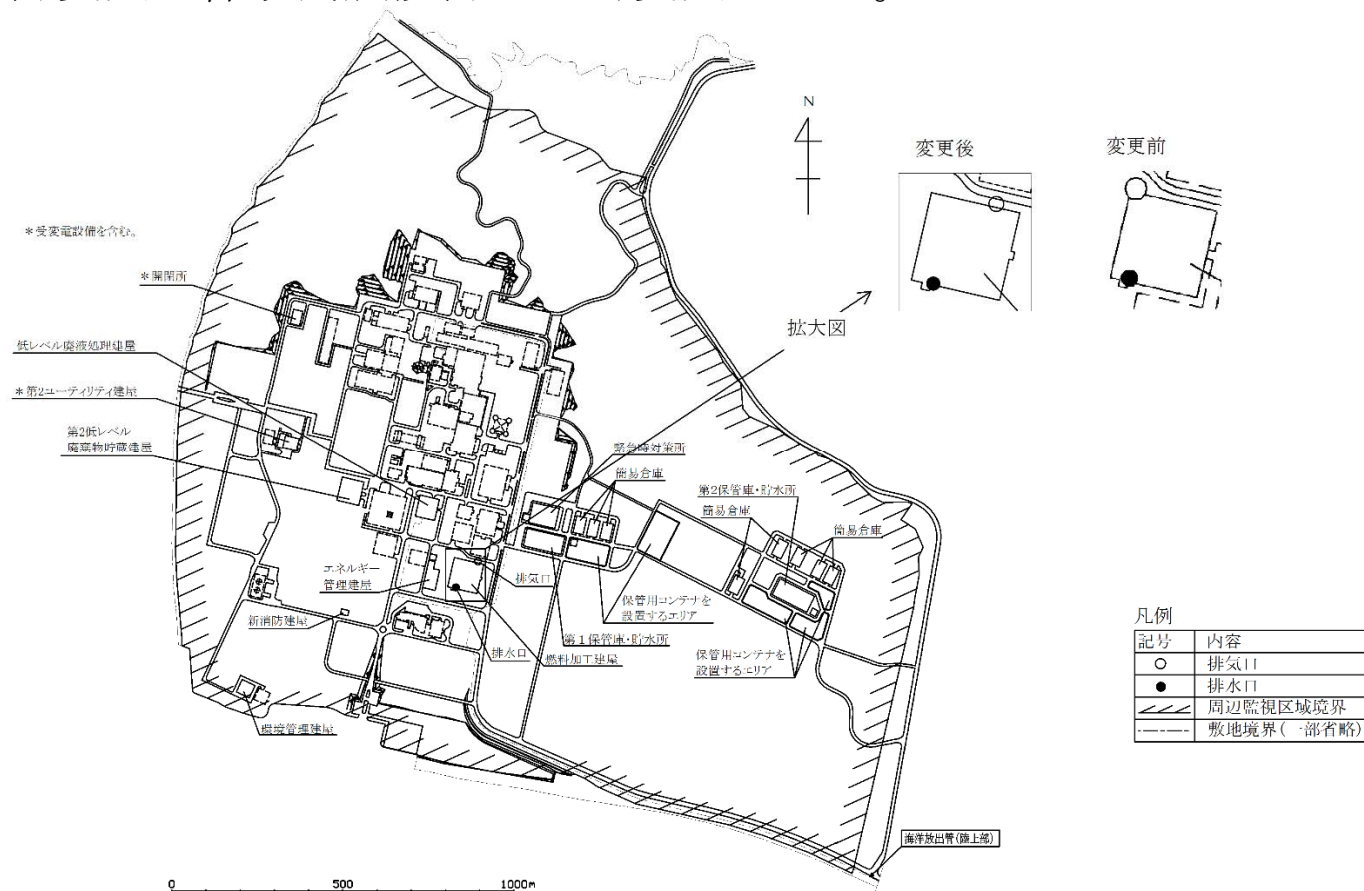 N
変更後
変更前
拡大図
*受変電設備を含む。
*開閉所
低レベル廃液処理建屋
*第2ユーティリティ建屋
第2低レベル
廃棄物貯蔵建屋
緊急時対策所
簡易倉庫
第2保管庫・貯水所
簡易倉庫
簡易倉庫
エネルギー
管理建屋
排気口
保管用コンテナを
設置するエリア
新消防建屋
第1保管庫・貯水所
排水口
燃料加工建屋
保管用コンテナを
設置するエリア
環境管理建屋
海洋放出管(陸上部)
凡例
記号 内容
排気口
排水口
周辺監視区域境界
敷地境界(一部省略)
0 500 1000m